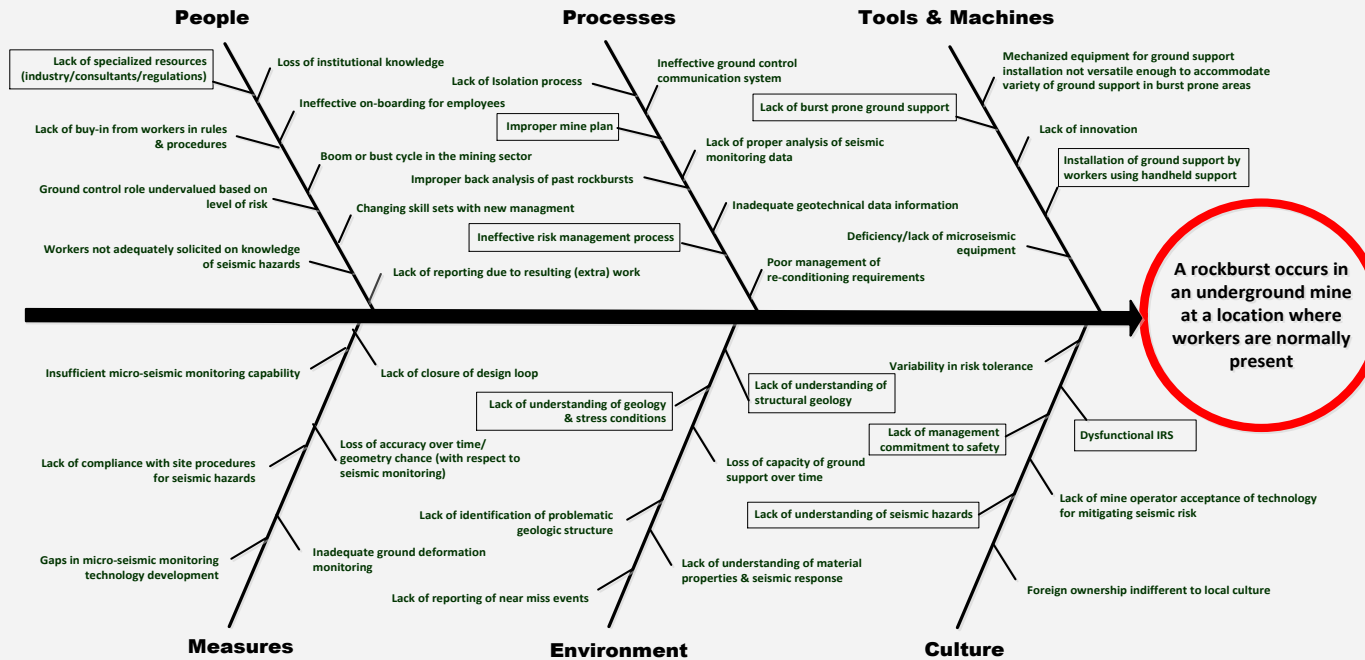 People
Processes
Tools & Machines
Lack of specialized resources
(industry/consultants/regulations)
Loss of institutional knowledge
Ineffective on-boarding for employees
Lack of buy-in from workers in rules
& procedures
Boom or bust cycle in the mining sector
Ground control role undervalued based on
level of risk
Changing skill sets with new managment
Workers not adequately solicited on knowledge
of seismic hazards
Lack of reporting due to resulting (extra) work
Ineffective ground control
communication system
Lack of Isolation process
Improper mine plan
Lack of proper analysis of seismic
monitoring data
Improper back analysis of past rockbursts
Inadequate geotechnical data information
Ineffective risk management process
Poor management of
re-conditioning requirements
Mechanized equipment for ground support
installation not versatile enough to accommodate
variety of ground support in burst prone areas
Lack of burst prone ground support
Lack of innovation
Installation of ground support by
workers using handheld support
Deficiency/lack of microseismic
equipment
A rockburst occurs in
an underground mine
at a location where
workers are normally
present
Insufficient micro-seismic monitoring capability
Lack of closure of design loop
Loss of accuracy over time/
geometry chance (with respect to
seismic monitoring)
Lack of compliance with site procedures
for seismic hazards
Inadequate ground deformation
monitoring
Gaps in micro-seismic monitoring
technology development
Lack of understanding of
structural geology
Lack of understanding of geology
& stress conditions
Loss of capacity of ground
support over time
Lack of identification of problematic
geologic structure
Lack of understanding of material
properties & seismic response
Lack of reporting of near miss events
Variability in risk tolerance
Dysfunctional IRS
Lack of management
commitment to safety
Lack of mine operator acceptance of technology
for mitigating seismic risk
Lack of understanding of seismic hazards
Foreign ownership indifferent to local culture
Measures
Environment
Culture